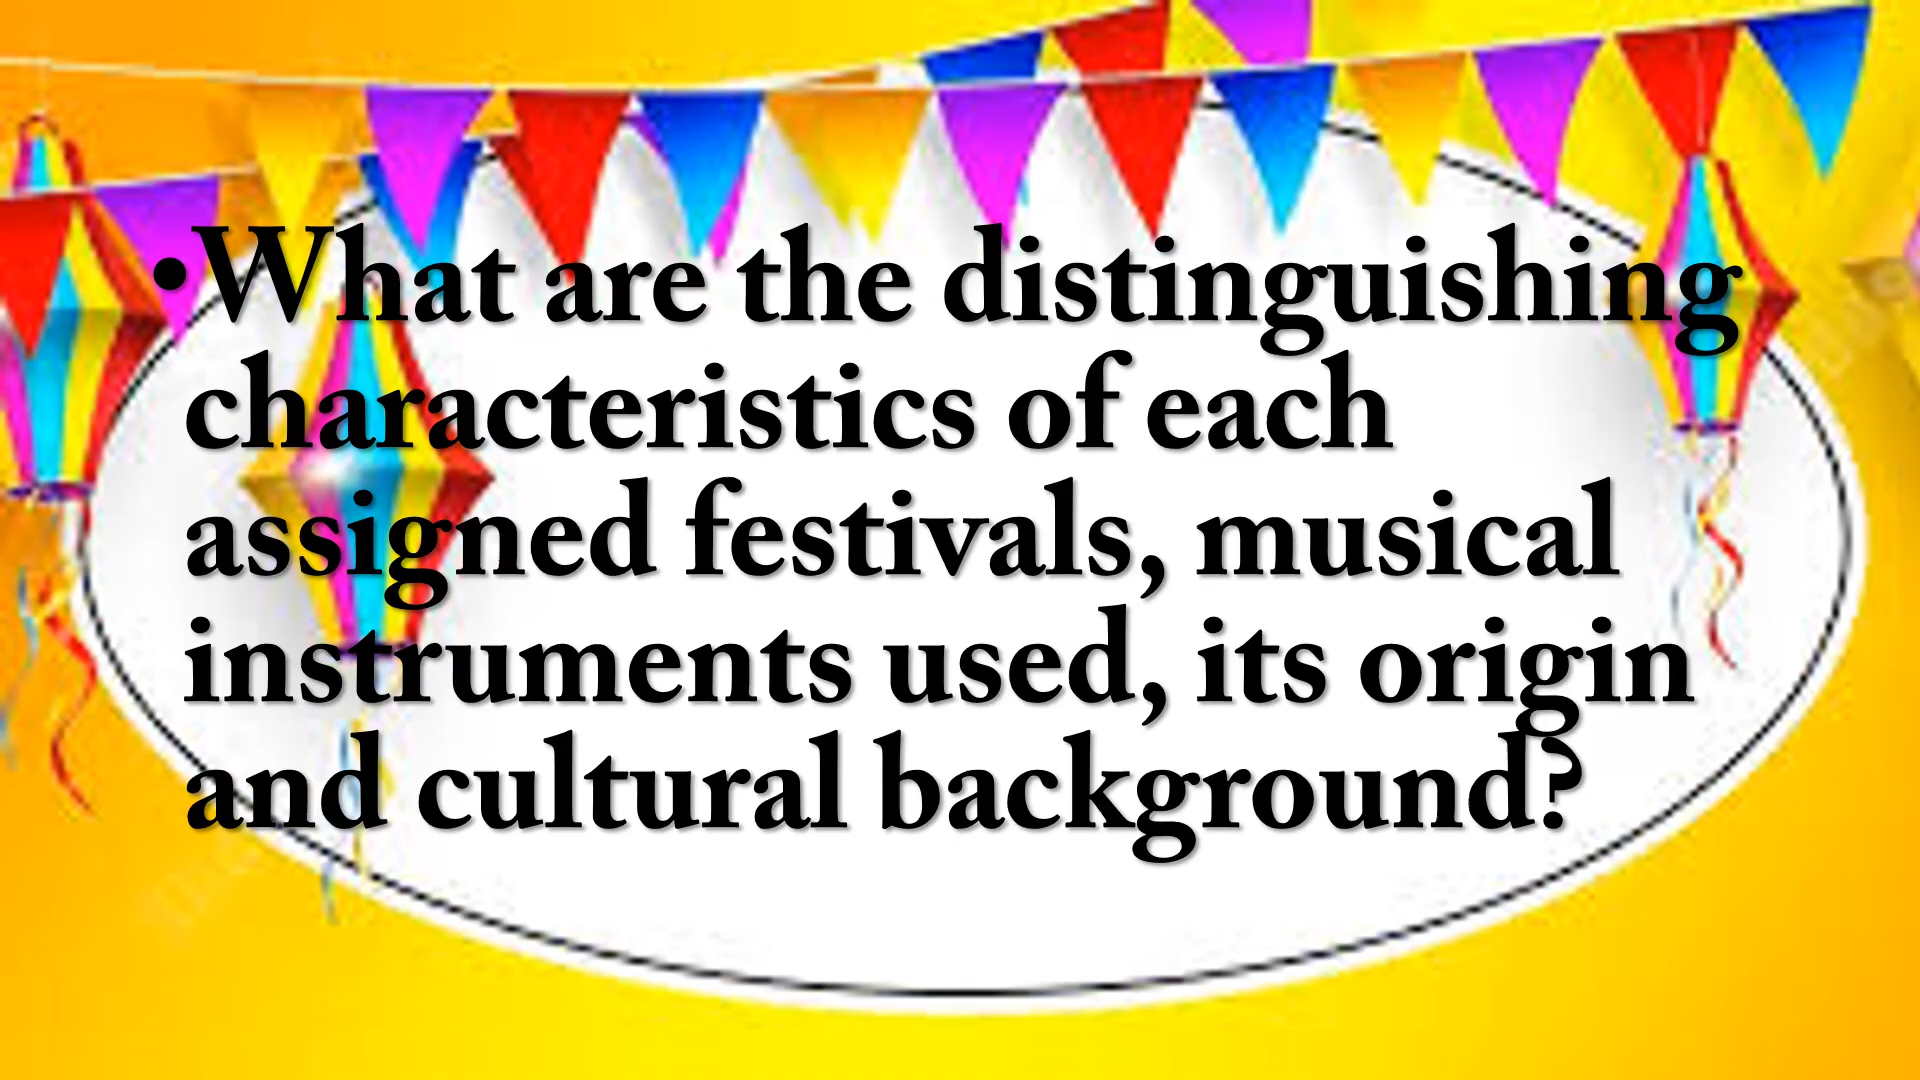 •What are the distinguishing
characteristics of each
assigned festivals, musical
instruments used, its origin
and cultural background?